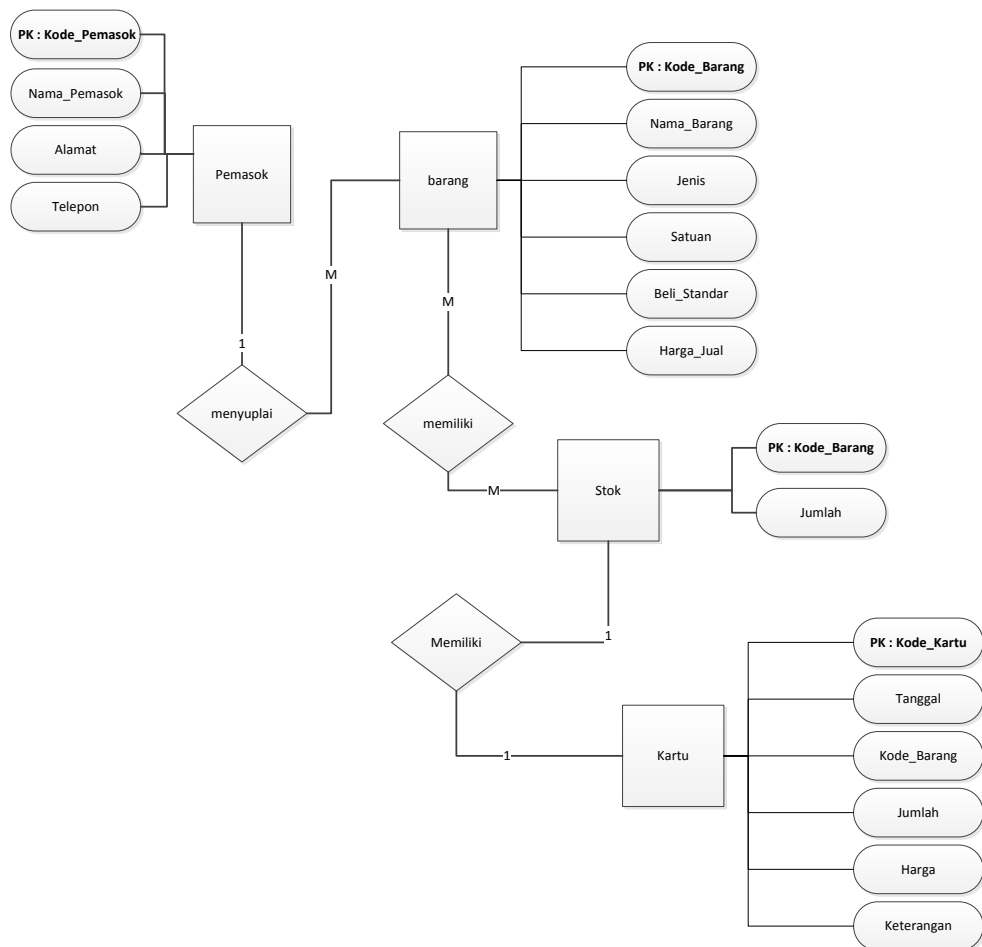 PK : Kode_Pemasok
Nama_Pemasok
Alamat
Telepon
Pemasok
barang
PK : Kode_Barang
Nama_Barang
Jenis
Satuan
Beli_Standar
Harga_Jual
M
M
1
menyuplai
memiliki
M
Stok
PK : Kode_Barang
Jumlah
Memiliki
1
1
Kartu
PK : Kode_Kartu
Tanggal
Kode_Barang
Jumlah
Harga
Keterangan